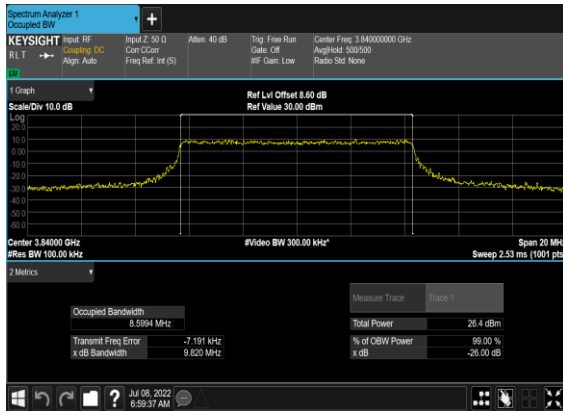 Spectrum Analyzer 1
Occupied BW
+
KEYSIGHT
RLT
Input: RF
Coupling: DC
Align: Auto
Input Z: 50 Ω
Corr CCorr
Freq Ref: Int (S)
Atten: 40 dB
Trig: Free Run
Gate: Off
#IF Gain: Low
Center Freq: 3.840000000 GHz
Avg|Hold: 500/500
Radio Std: None
1 Graph
Scale/Div 10.0 dB
Ref Lvl Offset 8.60 dB
Ref Value 30.00 dBm
Log
20.0
10.0
0.00
-10.0
-20.0
-30.0
-40.0
-50.0
-60.0
Center 3.84000 GHz
#Res BW 100.00 kHz
#Video BW 300.00 kHz*
Span 20 MHz
Sweep 2.53 ms (1001 pts
2 Metrics
Measure Trace Trace 1
Occupied Bandwidth
8.5994 MHz
Total Power 26.4 dBm
Transmit Freq Error -7.191 kHz
% of OBW Power 99.00 %
x dB Bandwidth 9.820 MHz
x dB -26.00 dB
?
Jul 08, 2022
6:59:37 AM